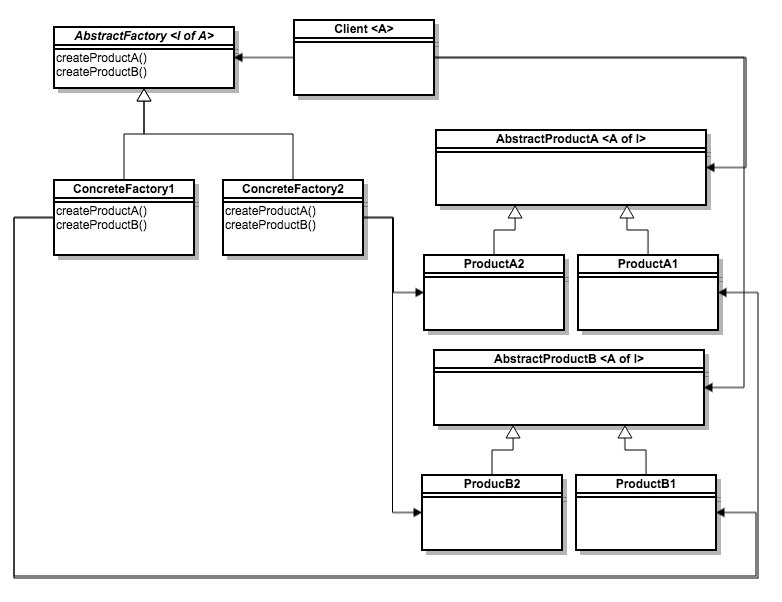 AbstractFactory <I of A>
createProductA()
createProductB()
Client <A>
AbstractProductA <A of I>
ConcreteFactory1
createProductA()
createProductB()
ConcreteFactory2
createProductA()
createProductB()
ProductA2
ProductA1
AbstractProductB <A of I>
ProducB2
ProductB1